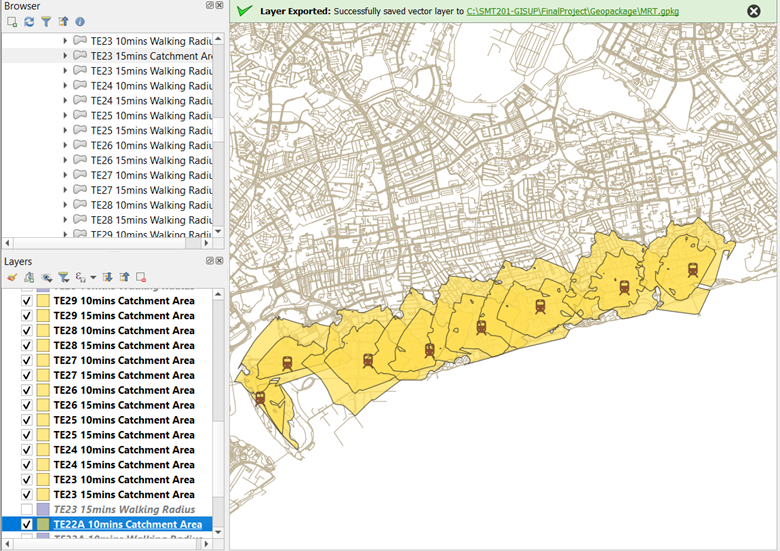 Browser
TE23 10mins Walking Radiu
TE23 15mins Catchment Are
TE23 15mins Walking Radiu
TE24 10mins Walking Radiu
TE24 15mins Walking Radiu
TE25 10mins Walking Radiu
TE25 15mins Walking Radiu
TE26 10mins Walking Radiu
TE26 15mins Walking Radiu
TE27 10mins Walking Radiu
TE27 15mins Walking Radiu
TE28 10mins Walking Radiu
TE28 15mins Walking Radiu
TE29 10mins Walking Radiu
Layer Exported: Successfully saved vector layer to C:\SMT201-GISUP\FinalProject\Geopackage\MRT.gpkg
Layers
TE29 10mins Catchment Area
TE29 15mins Catchment Area
TE28 10mins Catchment Area
TE28 15mins Catchment Area
TE27 10mins Catchment Area
TE27 15mins Catchment Area
TE26 10mins Catchment Area
TE26 15mins Catchment Area
TE25 10mins Catchment Area
TE25 15mins Catchment Area
TE24 10mins Catchment Area
TE24 15mins Catchment Area
TE23 10mins Catchment Area
TE23 15mins Catchment Area
TE23 15mins Walking Radius
TE22A 10mins Catchment Area
TE22A 10mins Walking Radius